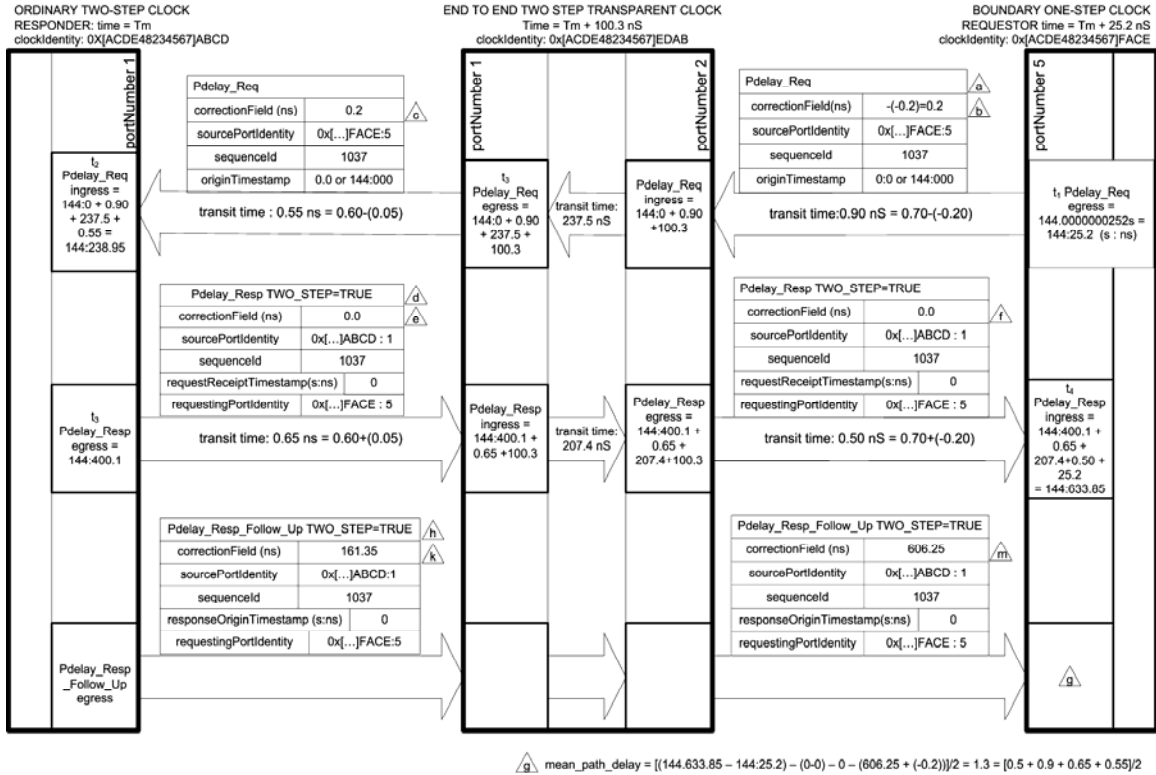 ORDINARY TWO-STEP CLOCK
RESPONDER: time = Tm
clockIdentity: 0X[ACDE48234567]ABCD
END TO END TWO STEP TRANSPARENT CLOCK
Time = Tm + 100.3 nS
clockIdentity: 0x[ACDE48234567]EDAB
BOUNDARY ONE-STEP CLOCK
REQUESTOR time = Tm + 25.2 nS
clockIdentity: 0x[ACDE48234567]FACE
portNumber 1
portNumber 1
portNumber 2
portNumber 5
Pdelay_Req
correctionField (ns) 0.2
c
sourcePortIdentity 0x[...]FACE:5
sequenceId 1037
originTimestamp 0.0 or 144:000
Pdelay_Req
a
correctionField(ns) -(-0.2)=0.2
b
sourcePortIdentity 0x[...]FACE:5
sequenceId 1037
originTimestamp 0:0 or 144:000
t2
Pdelay_Req
ingress =
144:0 + 0.90
+ 237.5 +
0.55 =
144:238.95
transit time : 0.55 ns = 0.60-(0.05)
t3
Pdelay_Req
egress =
144:0 + 0.90
+ 237.5 +
100.3
transit time:
237.5 nS
Pdelay_Req
ingress =
144:0 + 0.90
+100.3
transit time:0.90 nS = 0.70-(-0.20)
t1 Pdelay_Req
egress =
144.0000000252s =
144:25.2 (s : ns)
Pdelay_Resp TWO_STEP=TRUE
d
correctionField (ns) 0.0
e
sourcePortIdentity 0x[...]ABCD : 1
sequenceId 1037
requestReceiptTimestamp(s:ns) 0
requestingPortIdentity 0x[...]FACE : 5
Pdelay_Resp TWO_STEP=TRUE
correctionField (ns) 0.0
f
sourcePortIdentity 0x[...]ABCD : 1
sequenceId 1037
requestReceiptTimestamp(s:ns) 0
requestingPortIdentity 0x[...]FACE : 5
t3
Pdelay_Resp
egress =
144:400.1
transit time: 0.65 ns = 0.60+(0.05)
Pdelay_Resp
ingress =
144:400.1 +
0.65 +100.3
transit time:
207.4 nS
Pdelay_Resp
egress =
144:400.1 +
0.65 +
207.4+100.3
transit time: 0.50 nS = 0.70+(-0.20)
t4
Pdelay_Resp
ingress =
144:400.1 +
0.65 +
207.4+0.50 +
25.2
= 144:633.85
Pdelay_Resp_Follow_Up TWO_STEP=TRUE
h
correctionField (ns) 161.35
k
sourcePortIdentity 0x[...]ABCD:1
sequenceId 1037
responseOriginTimestamp (s:ns) 0
requestingPortIdentity 0x[...]FACE:5
Pdelay_Resp_Follow_Up TWO_STEP=TRUE
correctionField (ns) 606.25
m
sourcePortIdentity 0x[...]ABCD : 1
sequenceId 1037
responseOriginTimestamp(s:ns) 0
requestingPortIdentity 0x[...]FACE : 5
Pdelay_Resp
_Follow_Up
egress
g
g mean_path_delay = [(144.633.85 – 144:25.2) – (0-0) – 0 – (606.25 + (-0.2))]/2 = 1.3 = [0.5 + 0.9 + 0.65 + 0.55]/2